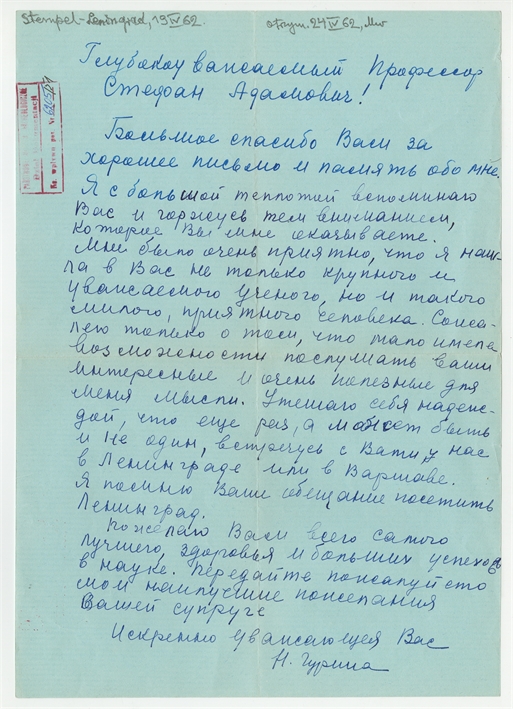 Stempel-Leningrad, 19 IV 62.
otrzym. 24 IV 62, Mw
Глубокоуважаемый Профессор
Стефан Адамович!
Большое спасибо Вам за
хорошее письмо и память обо мне.
Я с большой теплотой вспоминаю
Вас и горжусь тем вниманием,
которое Вы мне оказываете.
Мне было очень приятно, что я наш-
ла в Вас не только крупного и
уважаемого ученого, но и такого
милого, приятного человека. Сожа-
лею только о том, что мало имела
возможности послушать ваши
интересные и очень полезные для
меня мысли. Утешаю себя надеж-
дой, что еще раз, а может быть
и не один, встречусь с Вами у нас
в Ленинграде или в Варшаве.
Я помню Ваше обещание посетить
Ленинград.
Пожелаю Вам всего самого
лучшего, здоровья и больших успехов
в науке. Передайте пожалуйста
мои наилучшие пожелания
Вашей супруге
Искренно уважающая Вас
Н. Гурина